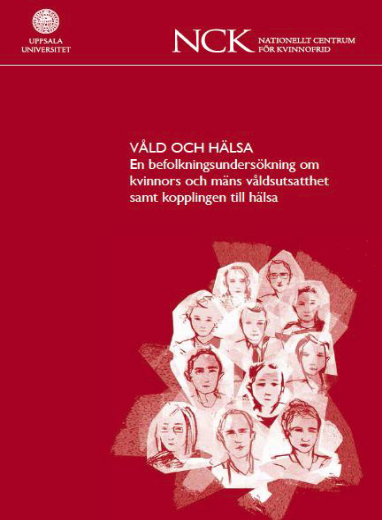 UPPSALA
UNIVERSITET
NCK
NATIONELLT CENTRUM
FÖR KVINNOFRID
VÅLD OCH HÄLSA
En befolkningsundersökning om
kvinnors och mäns våldsutsatthet
samt kopplingen till hälsa